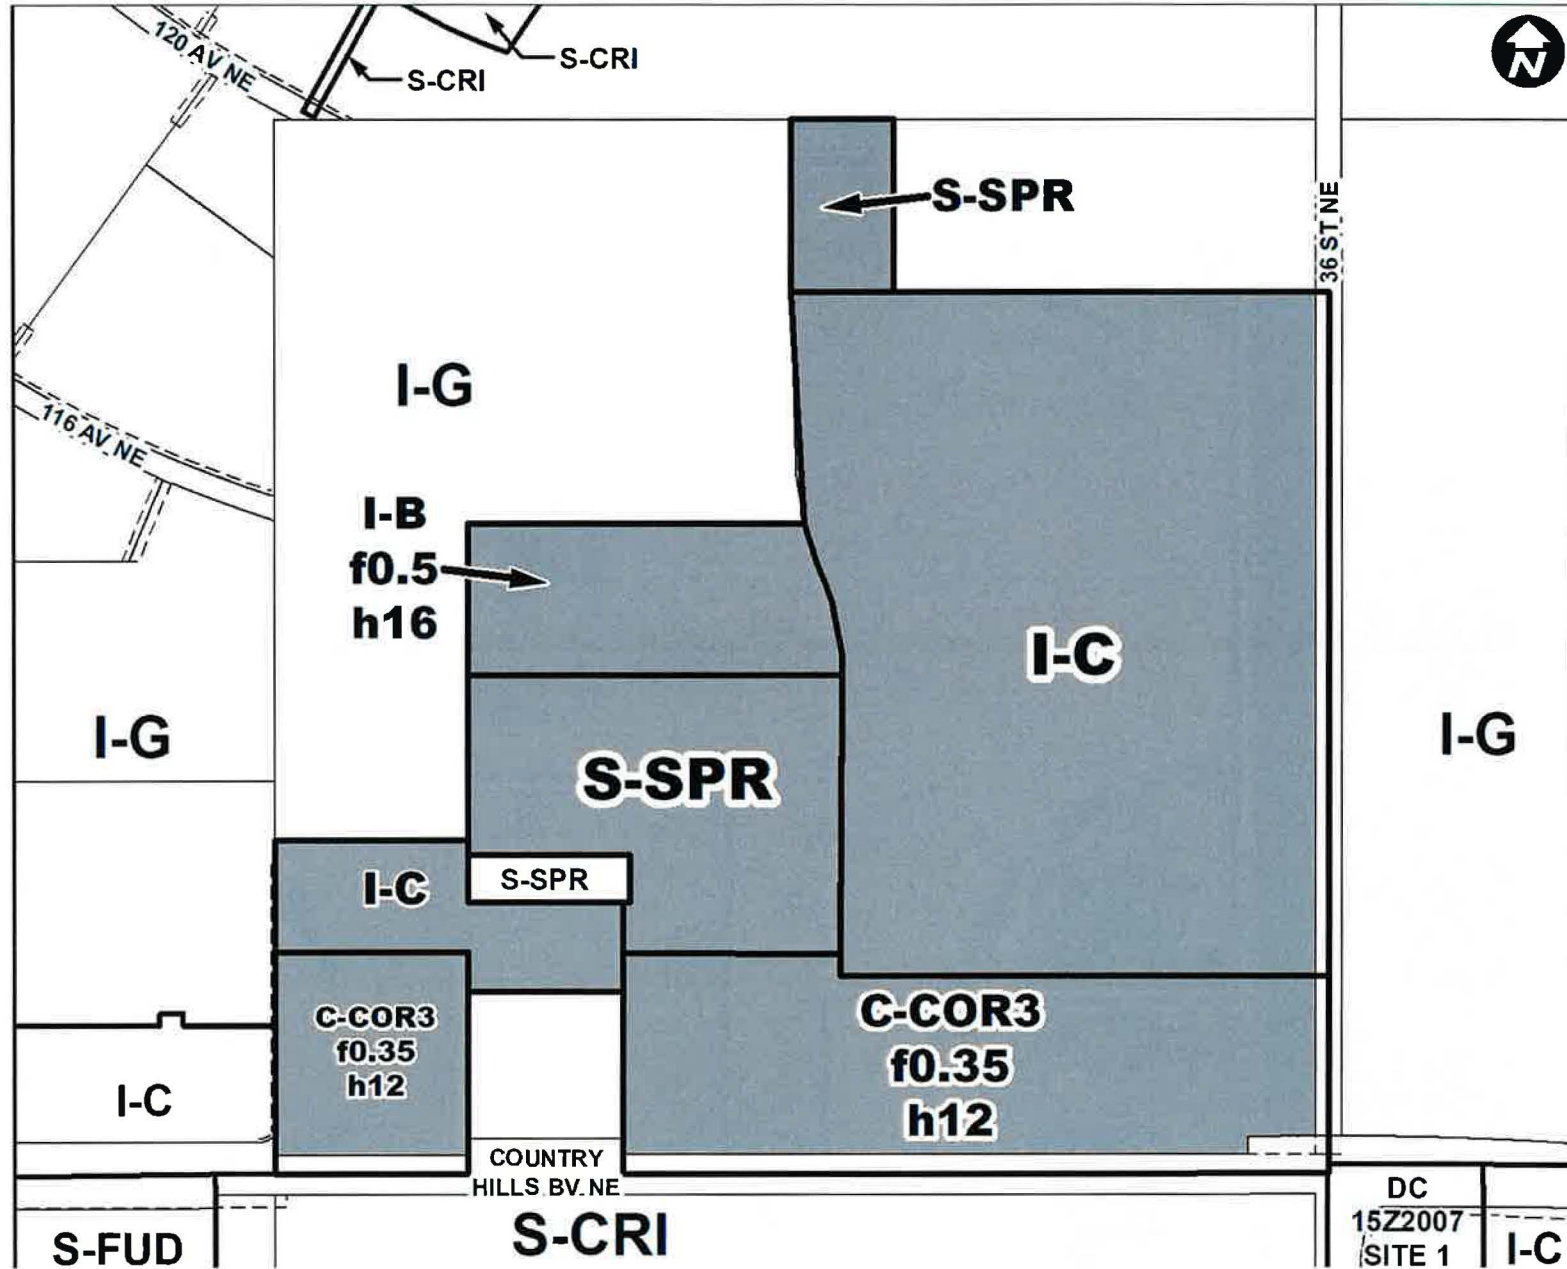 120 AV NE
S-CRI
S-CRI
N
S-SPR
36 ST NE
I-G
116 AV NE
I-B
f0.5
h16
I-C
I-G
I-G
S-SPR
I-C
S-SPR
C-COR3
f0.35
h12
C-COR3
f0.35
h12
I-C
COUNTRY
HILLS BV NE
S-FUD
S-CRI
DC
15Z2007
SITE 1
I-C